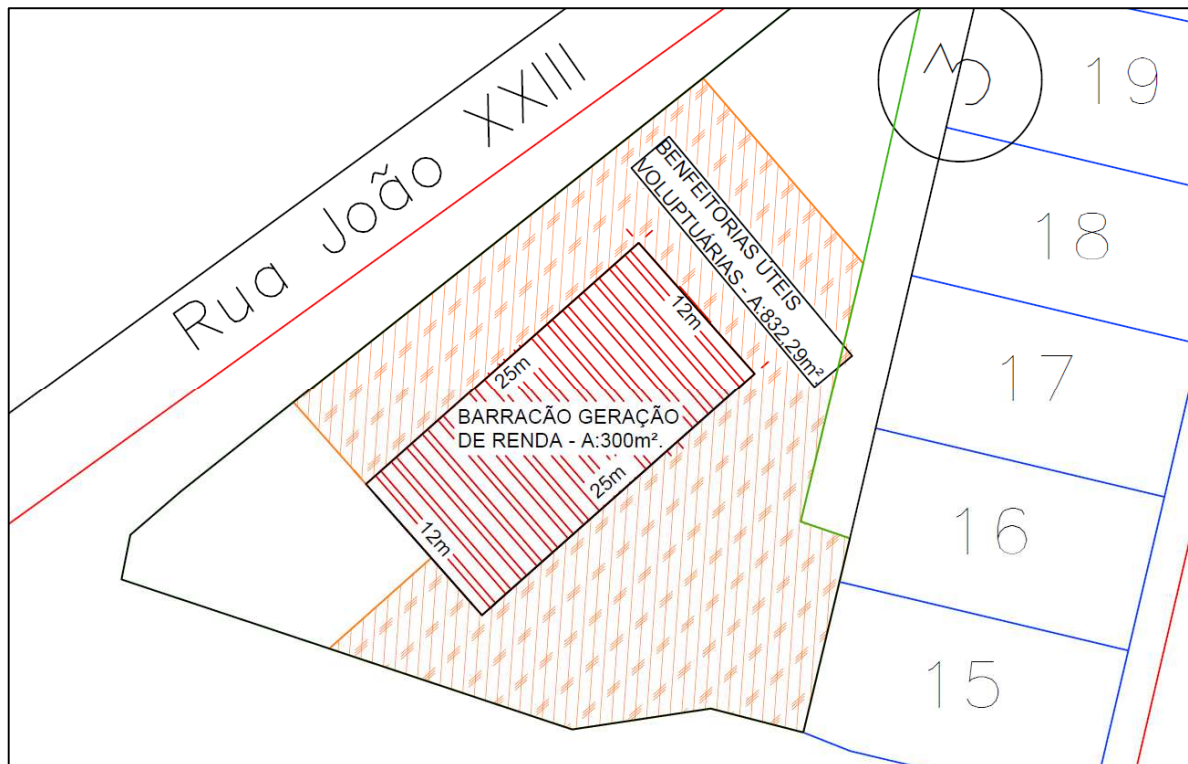 Rua João XXIII
BENFEITORIAS ÚTEIS
VOLUPTUÁRIAS - A:832,29m².
12m
25m
BARRACÃO GERAÇÃO
DE RENDA - A:300m².
25m
12m
19
18
17
16
15